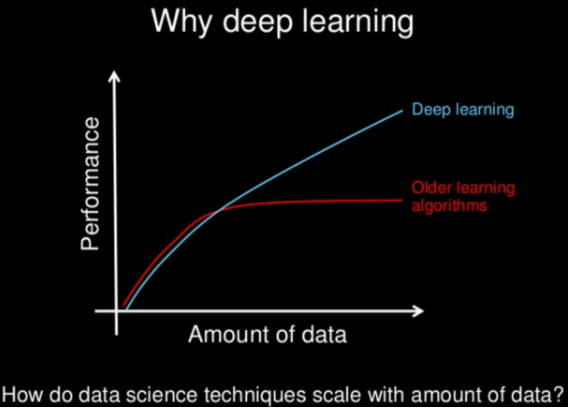 Why deep learning
Performance
Deep learning
Older learning
algorithms
Amount of data
How do data science techniques scale with amount of data?